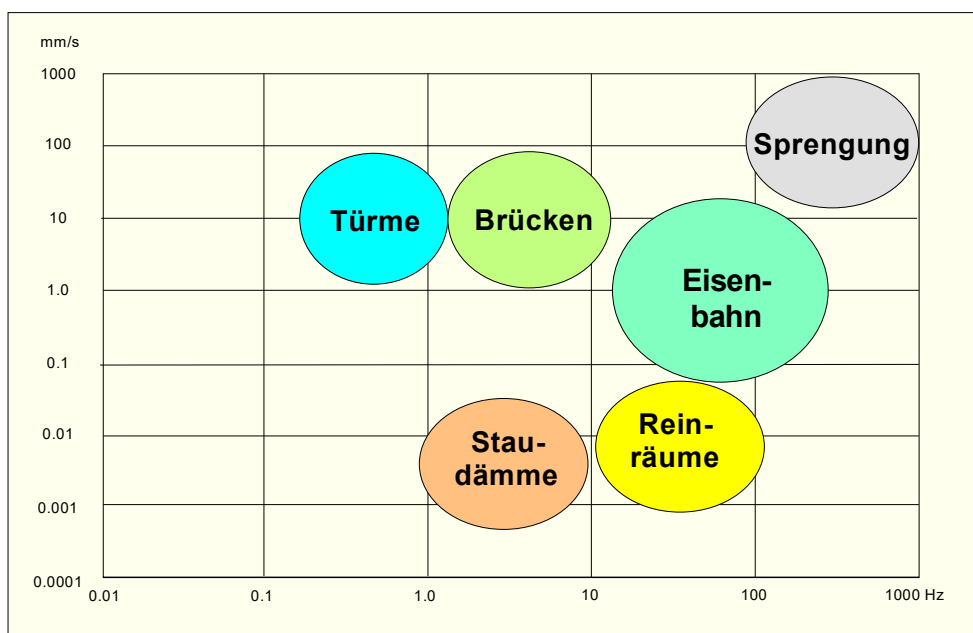 mm/s
1000
100
Sprengung
10
Türme
Brücken
1.0
Eisen-
bahn
0.1
0.01
Stau-
dämme
Rein-
räume
0.001
0.0001
0.01
0.1
1.0
10
100
1000 Hz